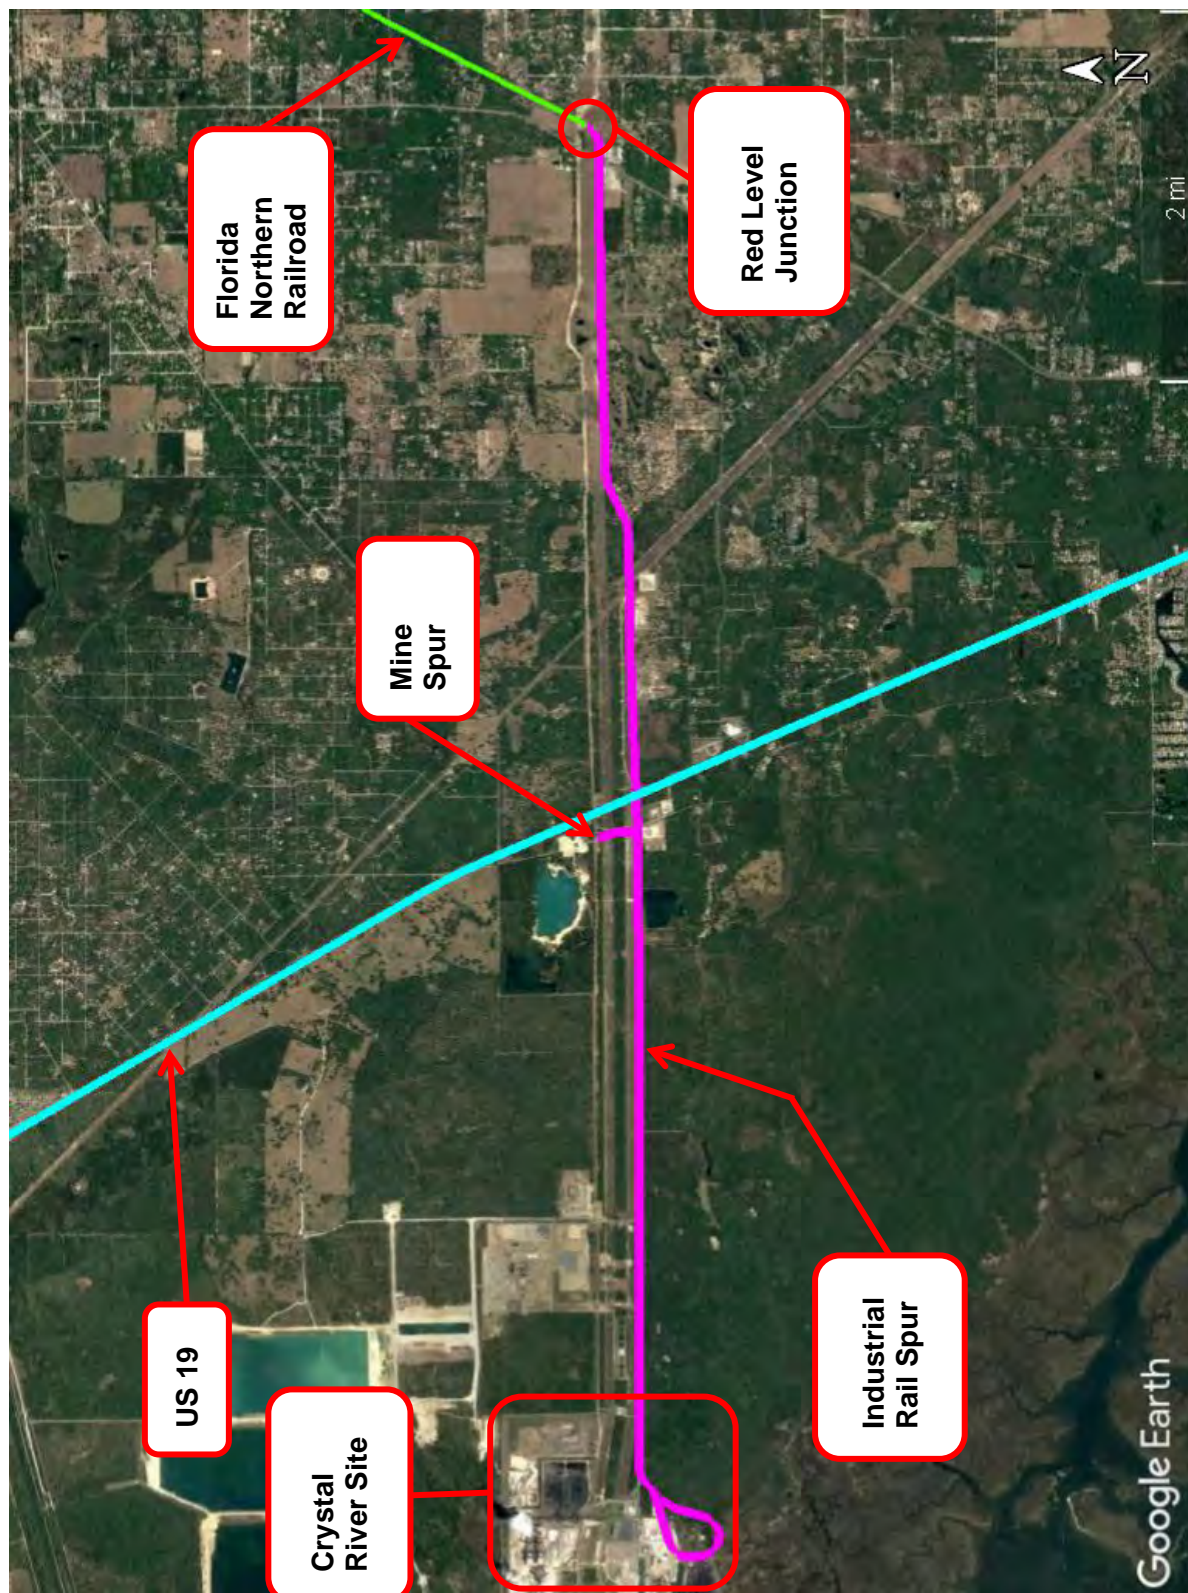 Crystal
River Site
US 19
Mine
Spur
Florida
Northern
Railroad
Industrial
Rail Spur
Red Level
Junction
N
2 mi
Google Earth